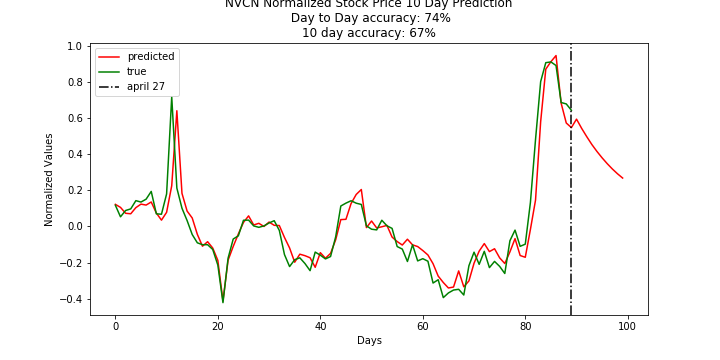 NVCN Normalized Stock Price 10 Day Prediction
Day to Day accuracy: 74%
10 day accuracy: 67%
predicted
true
april 27
Normalized Values
1.0
0.8
0.6
0.4
0.2
0.0
−0.2
−0.4
0
20
40
60
80
100
Days